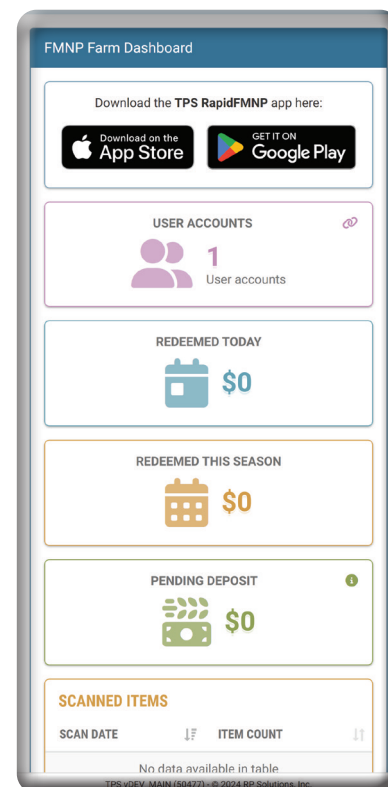 FMNP Farm Dashboard
Download the TPS RapidFMNP app here:
Download on the
App Store
GET IT ON
Google Play
USER ACCOUNTS
1
User accounts
REDEEMED TODAY
$0
REDEEMED THIS SEASON
$0
PENDING DEPOSIT
$0
SCANNED ITEMS
SCAN DATE ITEM COUNT
No data available in table
TPS vDEV_MAIN (50477) - © 2024 RP Solutions, Inc.